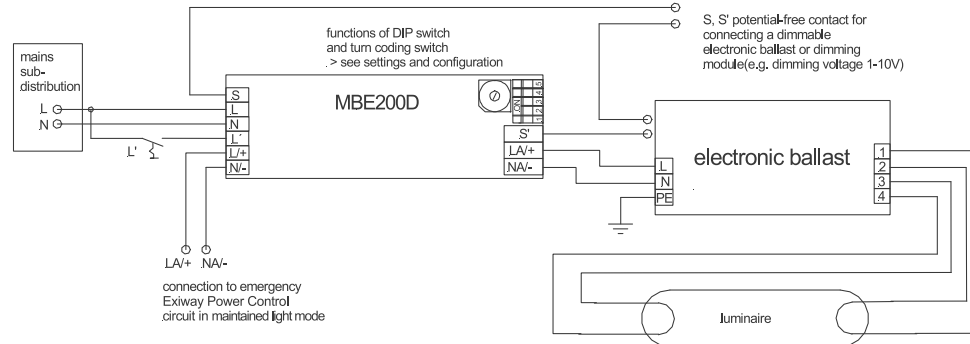 S, S' potential-free contact for
connecting a dimmable
electronic ballast or dimming
module(e.g. dimming voltage 1-10V)
functions of DIP switch
and turn coding switch
> see settings and configuration
mains
sub-
distribution
L
N
L'
S
L
N
L´
L/+
N/-
MBE200D
ON
1 2 3 4 5
S'
LA/+
NA/-
L
N
PE
electronic ballast
1
2
3
4
LA/+ NA/-
connection to emergency
Exiway Power Control
circuit in maintained light mode
luminaire